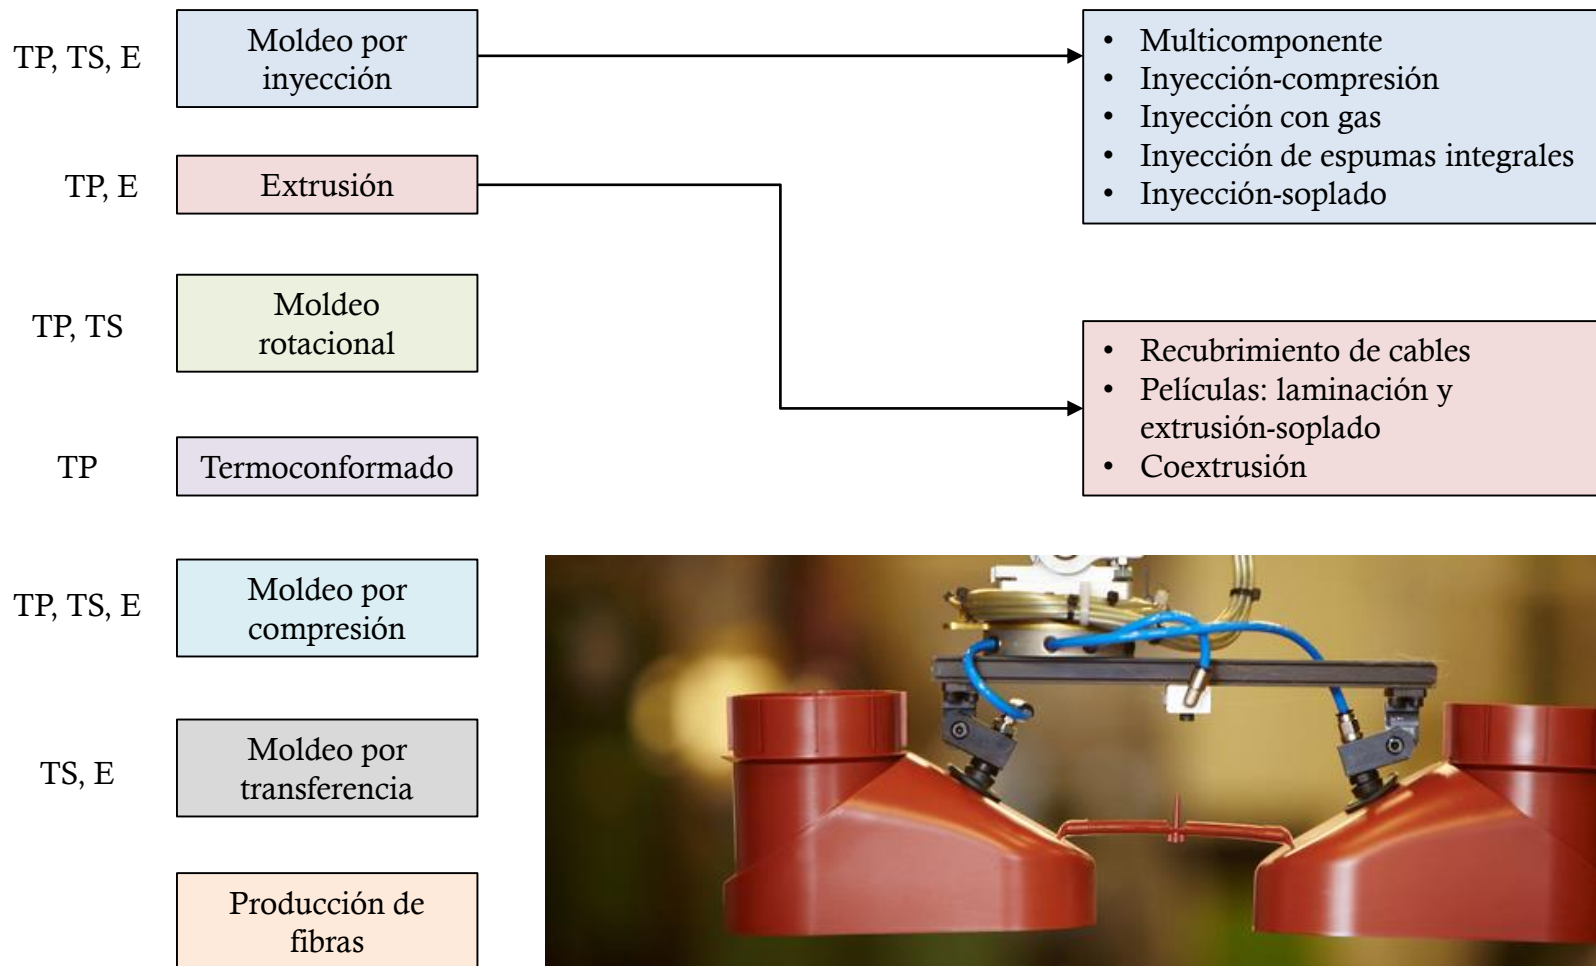 TP, TS, E
Moldeo por
inyección
• Multicomponente
• Inyección-compresión
• Inyección con gas
• Inyección de espumas integrales
• Inyección-soplado
TP, E
Extrusión
• Recubrimiento de cables
• Películas: laminación y
extrusión-soplado
• Coextrusión
TP, TS
Moldeo
rotacional
TP
Termoconformado
TP, TS, E
Moldeo por
compresión
TS, E
Moldeo por
transferencia
Producción de
fibras